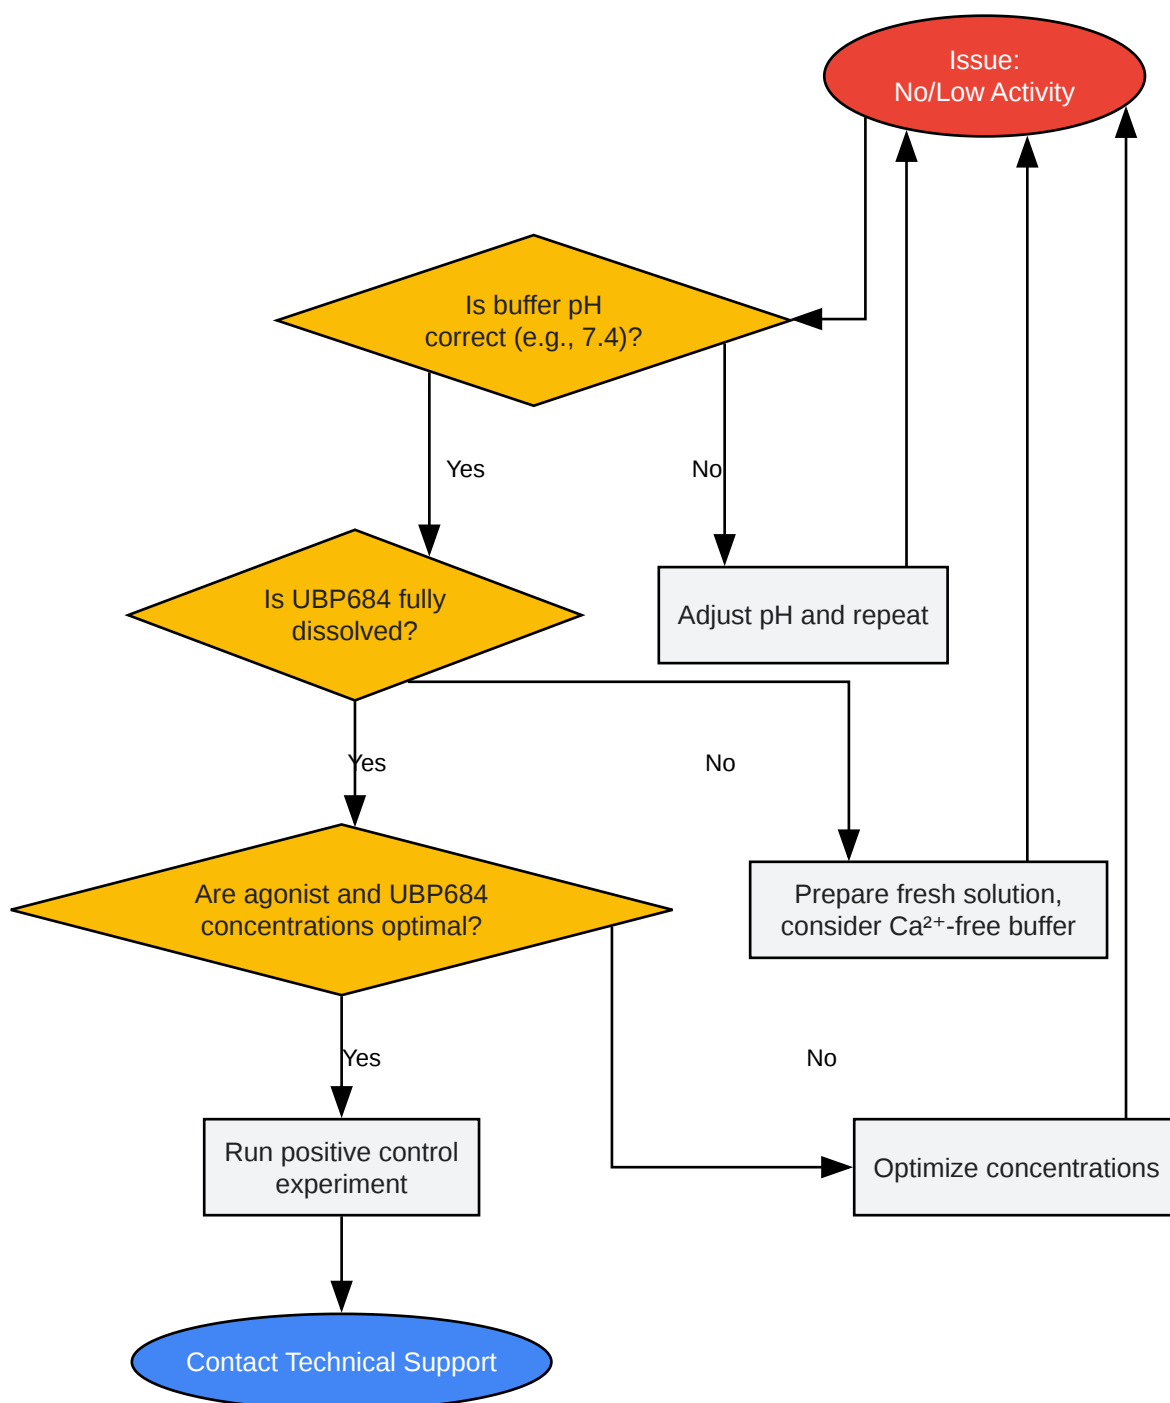 Issue:
No/Low Activity
Is buffer pH
correct (e.g., 7.4)?
Yes
No
Is UBP684 fully
dissolved?
Adjust pH and repeat
Yes
No
Are agonist and UBP684
concentrations optimal?
Prepare fresh solution,
consider Ca²⁺-free buffer
Yes
No
Run positive control
experiment
Optimize concentrations
Contact Technical Support